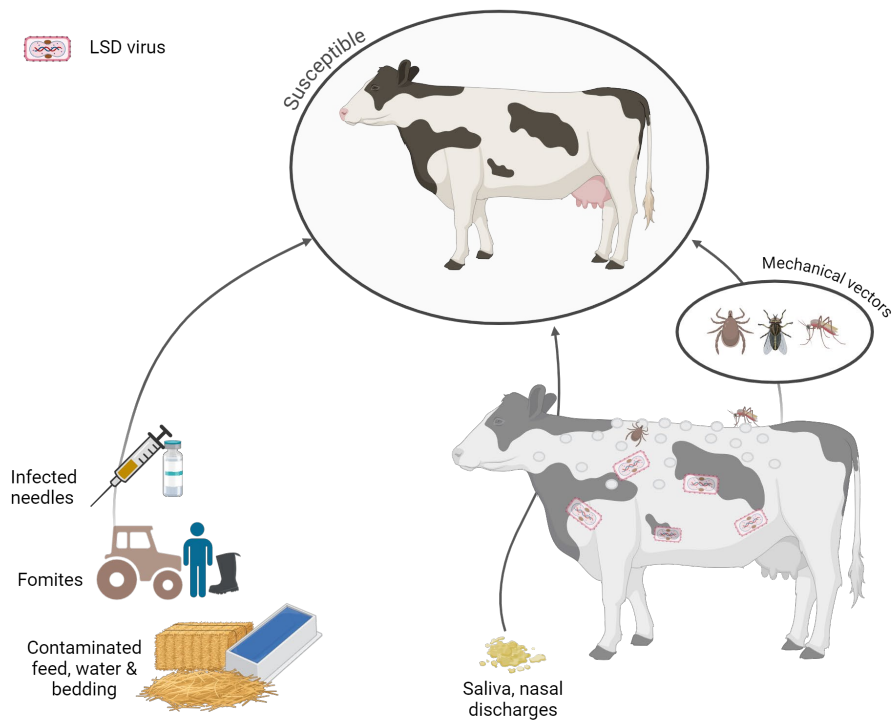 LSD virus
Susceptible
Mechanical vectors
Infected
needles
Fomites
Contaminated
feed, water &
bedding
Saliva, nasal
discharges